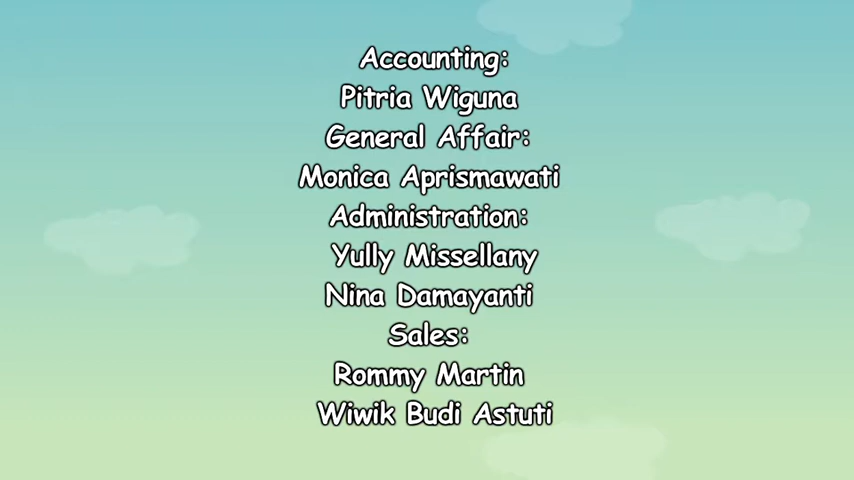 Accounting:
Pitria Wiguna
General Affair:
Monica Aprismawati
Administration:
Yully Missellany
Nina Damayanti
Sales:
Rommy Martin
Wiwik Budi Astuti